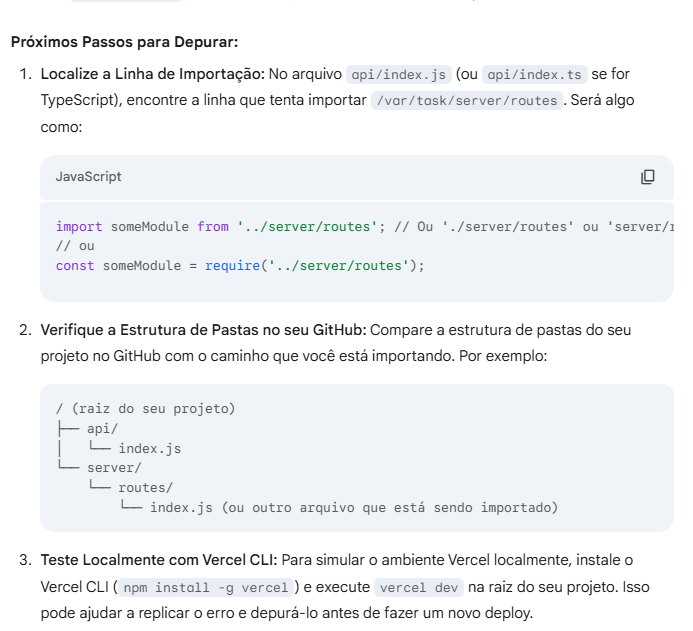 Próximos Passos para Depurar:
1. Localize a Linha de Importação: No arquivo api/index.js (ou api/index.ts se for
TypeScript), encontre a linha que tenta importar /var/task/server/routes. Será algo
como:
JavaScript
import someModule from '../server/routes'; // Ou './server/routes' ou 'server/r
// ou
const someModule = require('../server/routes');
2. Verifique a Estrutura de Pastas no seu GitHub: Compare a estrutura de pastas do seu
projeto no GitHub com o caminho que você está importando. Por exemplo:
/ (raiz do seu projeto)
├── api/
│   └── index.js
└── server/
    └── routes/
        └── index.js (ou outro arquivo que está sendo importado)
3. Teste Localmente com Vercel CLI: Para simular o ambiente Vercel localmente, instale o
Vercel CLI (npm install -g vercel) e execute vercel dev na raiz do seu projeto. Isso
pode ajudar a replicar o erro e depurá-lo antes de fazer um novo deploy.